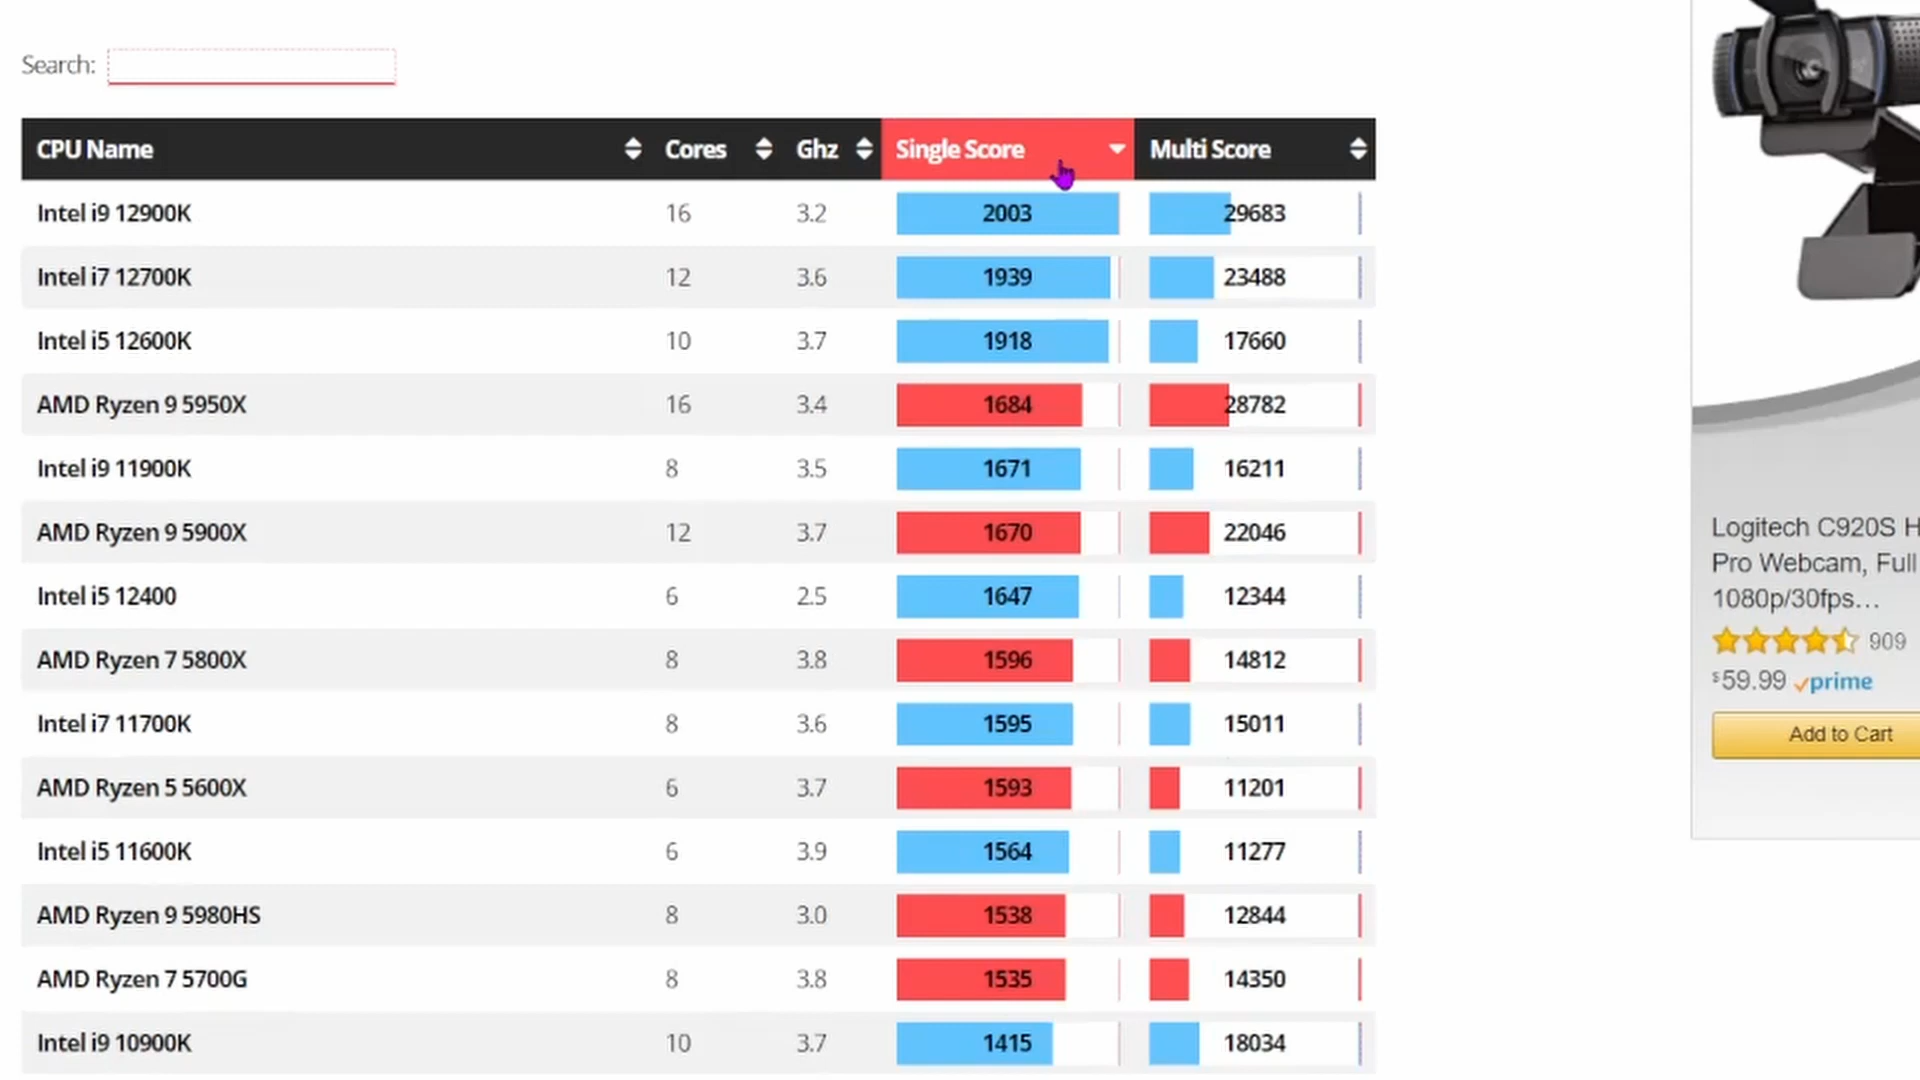 Search:
CPU Name Cores Ghz Single Score Multi Score
Intel i9 12900K 16 3.2 2003 29683
Intel i7 12700K 12 3.6 1939 23488
Intel i5 12600K 10 3.7 1918 17660
AMD Ryzen 9 5950X 16 3.4 1684 28782
Intel i9 11900K 8 3.5 1671 16211
AMD Ryzen 9 5900X 12 3.7 1670 22046
Intel i5 12400 6 2.5 1647 12344
AMD Ryzen 7 5800X 8 3.8 1596 14812
Intel i7 11700K 8 3.6 1595 15011
AMD Ryzen 5 5600X 6 3.7 1593 11201
Intel i5 11600K 6 3.9 1564 11277
AMD Ryzen 9 5980HS 8 3.0 1538 12844
AMD Ryzen 7 5700G 8 3.8 1535 14350
Intel i9 10900K 10 3.7 1415 18034
Logitech C920S H
Pro Webcam, Full
1080p/30fps...
909
$59.99 prime
Add to Cart